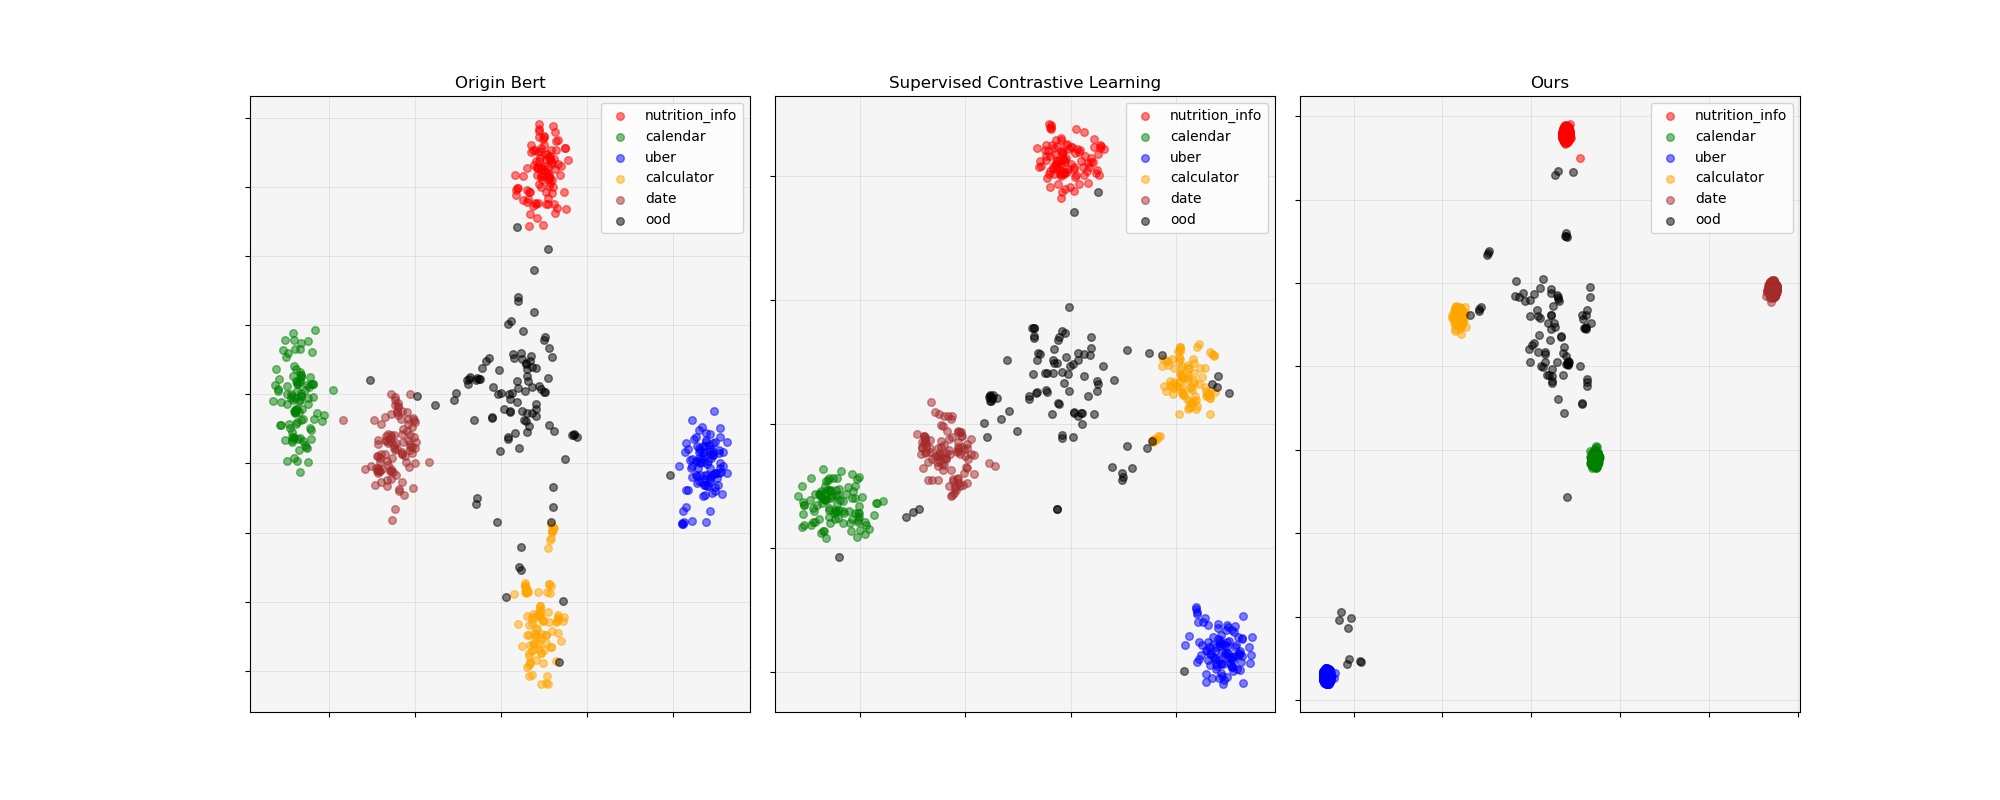 Origin Bert
nutrition_info
calendar
uber
calculator
date
ood
Supervised Contrastive Learning
nutrition_info
calendar
uber
calculator
date
ood
Ours
nutrition_info
calendar
uber
calculator
date
ood